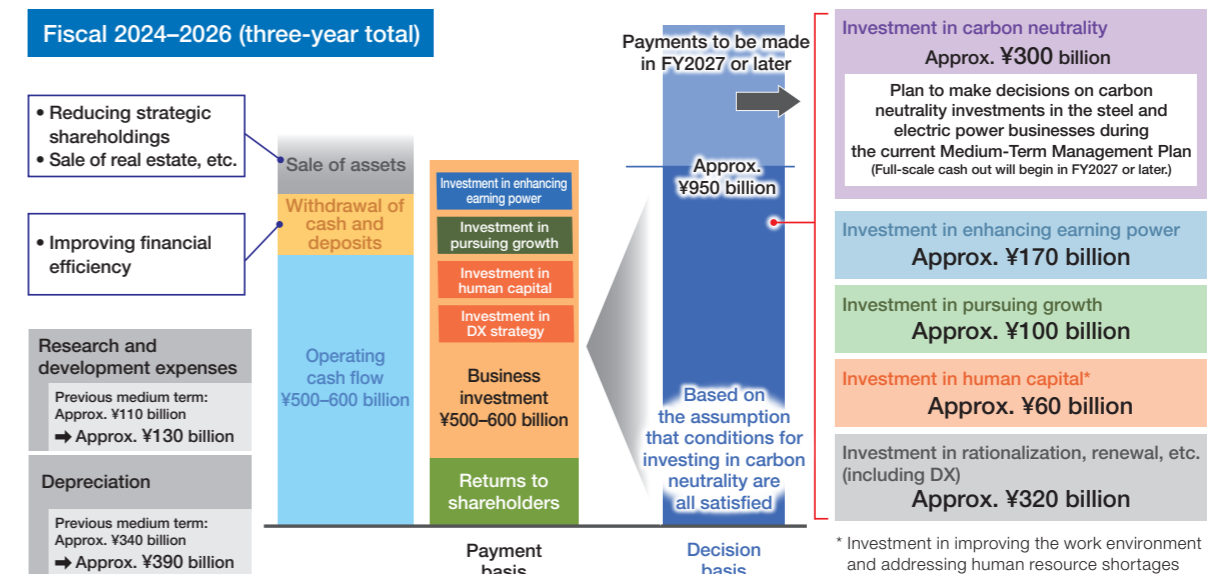 Fiscal 2024–2026 (three-year total)
• Reducing strategic
shareholdings
• Sale of real estate, etc.
• Improving financial
efficiency
Research and
development expenses
Previous medium term:
Approx. ¥110 billion
➡ Approx. ¥130 billion
Depreciation
Previous medium term:
Approx. ¥340 billion
➡ Approx. ¥390 billion
Sale of assets
Withdrawal of
cash and
deposits
Operating
cash flow
¥500–600 billion
Investment in enhancing
earning power
Investment in
pursuing growth
Investment in
human capital
Investment in
DX strategy
Business
investment
¥500–600 billion
Returns to
shareholders
Payment
basis
Payments to be made
in FY2027 or later
Approx.
¥950 billion
Based on
the assumption
that conditions for
investing in carbon
neutrality are
all satisfied
Decision
basis
Investment in carbon neutrality
Approx. ¥300 billion
Plan to make decisions on carbon
neutrality investments in the steel and
electric power businesses during
the current Medium-Term Management Plan
(Full-scale cash out will begin in FY2027 or later.)
Investment in enhancing earning power
Approx. ¥170 billion
Investment in pursuing growth
Approx. ¥100 billion
Investment in human capital*
Approx. ¥60 billion
Investment in rationalization, renewal, etc.
(including DX)
Approx. ¥320 billion
* Investment in improving the work environment
and addressing human resource shortages